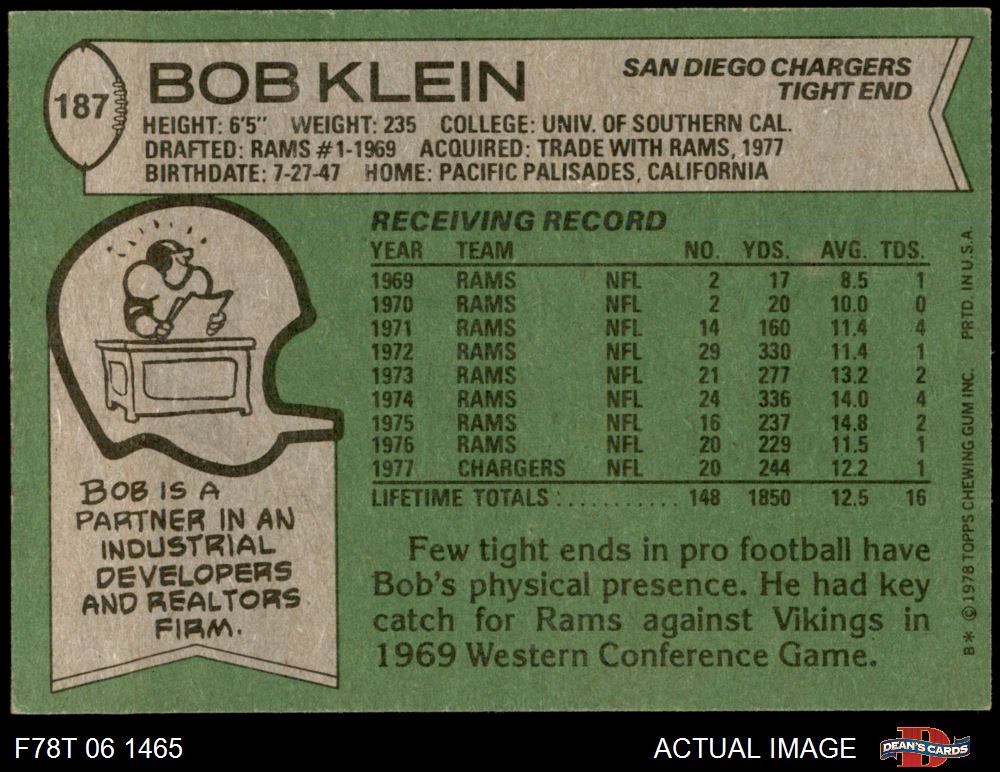 187
BOB KLEIN
SAN DIEGO CHARGERS
TIGHT END
HEIGHT: 6'5" WEIGHT: 235 COLLEGE: UNIV. OF SOUTHERN CAL.
DRAFTED: RAMS #1-1969 ACQUIRED: TRADE WITH RAMS, 1977
BIRTHDATE: 7-27-47 HOME: PACIFIC PALISADES, CALIFORNIA
RECEIVING RECORD
YEAR TEAM NO. YDS. AVG. TDS.
1969 RAMS NFL 2 17 8.5 1
1970 RAMS NFL 2 20 10.0 0
1971 RAMS NFL 14 160 11.4 4
1972 RAMS NFL 29 330 11.4 1
1973 RAMS NFL 21 277 13.2 2
1974 RAMS NFL 24 336 14.0 4
1975 RAMS NFL 16 237 14.8 2
1976 RAMS NFL 20 229 11.5 1
1977 CHARGERS NFL 20 244 12.2 1
LIFETIME TOTALS : . . . . . . . . . . . 148 1850 12.5 16
BOB IS A
PARTNER IN AN
INDUSTRIAL
DEVELOPERS
AND REALTORS
FIRM.
Few tight ends in pro football have
Bob's physical presence. He had key
catch for Rams against Vikings in
1969 Western Conference Game.
B* © 1978 TOPPS CHEWING GUM INC. PRTD. IN U.S.A.
F78T 06 1465
ACTUAL IMAGE
D
DEAN'S CARDS